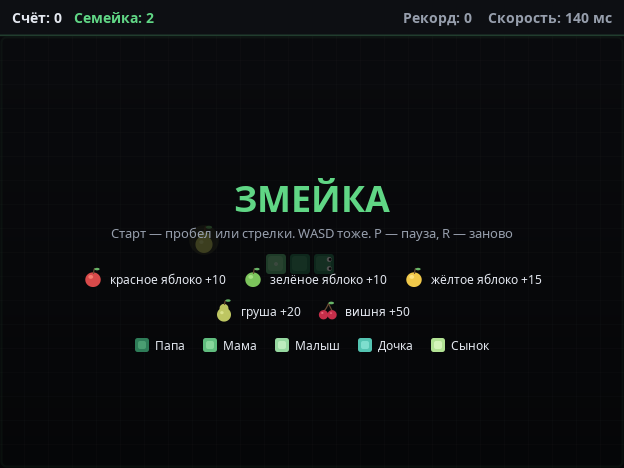 Счёт: 0 Семейка: 2 Рекорд: 0 Скорость: 140 мс
ЗМЕЙКА
Старт — пробел или стрелки. WASD тоже. P — пауза, R — заново
красное яблоко +10 зелёное яблоко +10 жёлтое яблоко +15
груша +20 вишня +50
Папа Мама Малыш Дочка Сынок